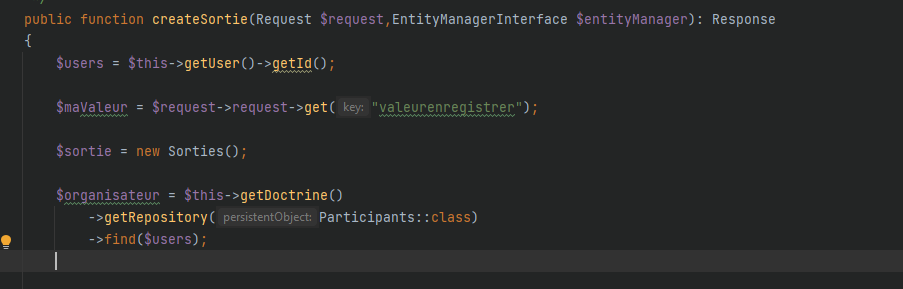 public function createSortie(Request $request,EntityManagerInterface $entityManager): Response
{
$users = $this->getUser()->getId();
$maValeur = $request->request->get( key: "valeurenregistrer");
$sortie = new Sorties();
$organisateur = $this->getDoctrine()
->getRepository( persistentObject: Participants::class)
->find($users);